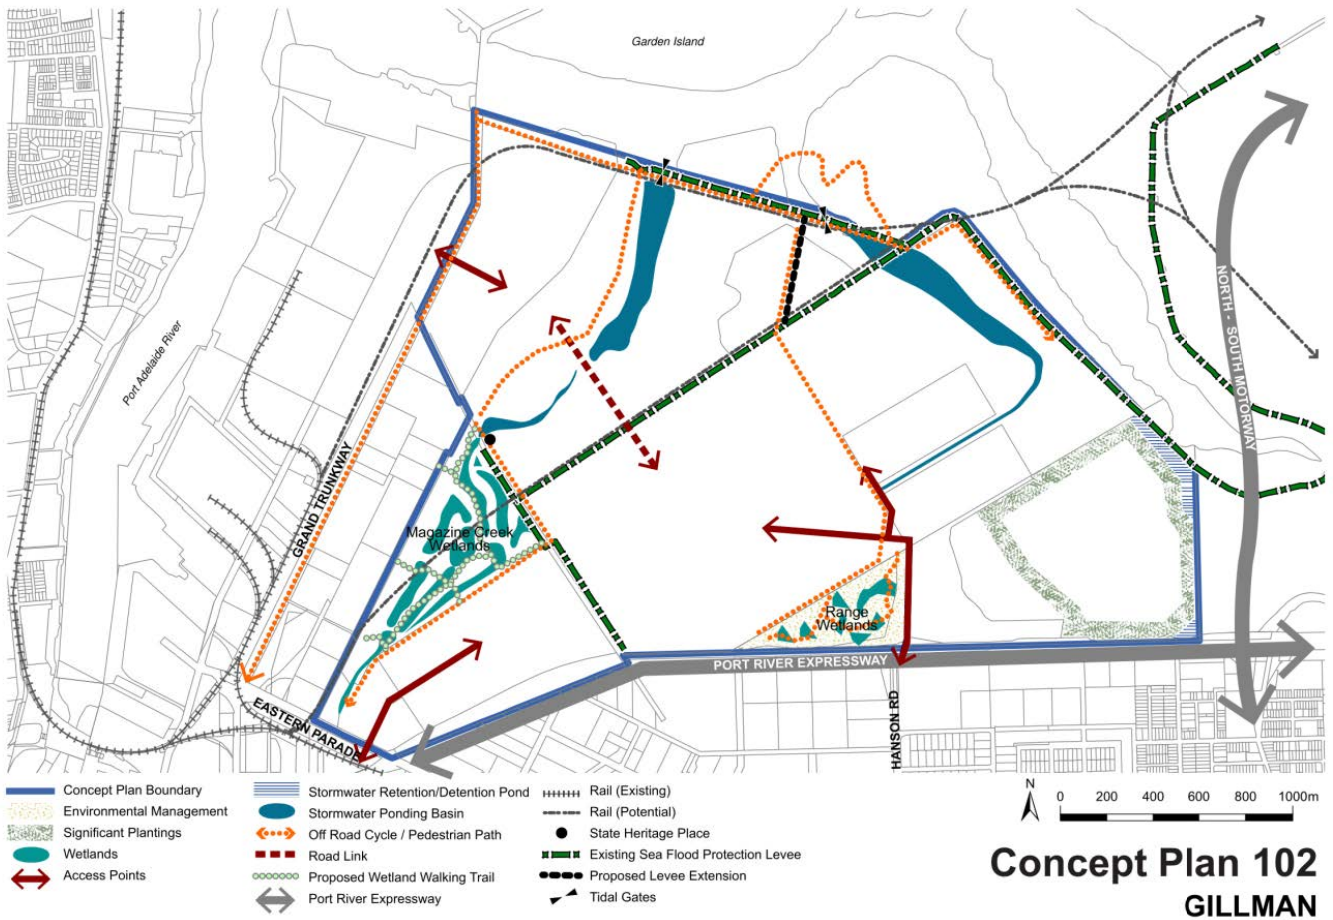 Garden Island
Port Adelaide River
GRAND TRUNKWAY
NORTH - SOUTH MOTORWAY
Magazine Creek
Wetlands
Range
Wetlands
PORT RIVER EXPRESSWAY
HANSON RD
EASTERN PARADE
Concept Plan Boundary
Environmental Management
Significant Plantings
Wetlands
Access Points
Stormwater Retention/Detention Pond
Stormwater Ponding Basin
Off Road Cycle / Pedestrian Path
Road Link
Proposed Wetland Walking Trail
Port River Expressway
Rail (Existing)
Rail (Potential)
State Heritage Place
Existing Sea Flood Protection Levee
Proposed Levee Extension
Tidal Gates
N
0 200 400 600 800 1000m
Concept Plan 102
GILLMAN